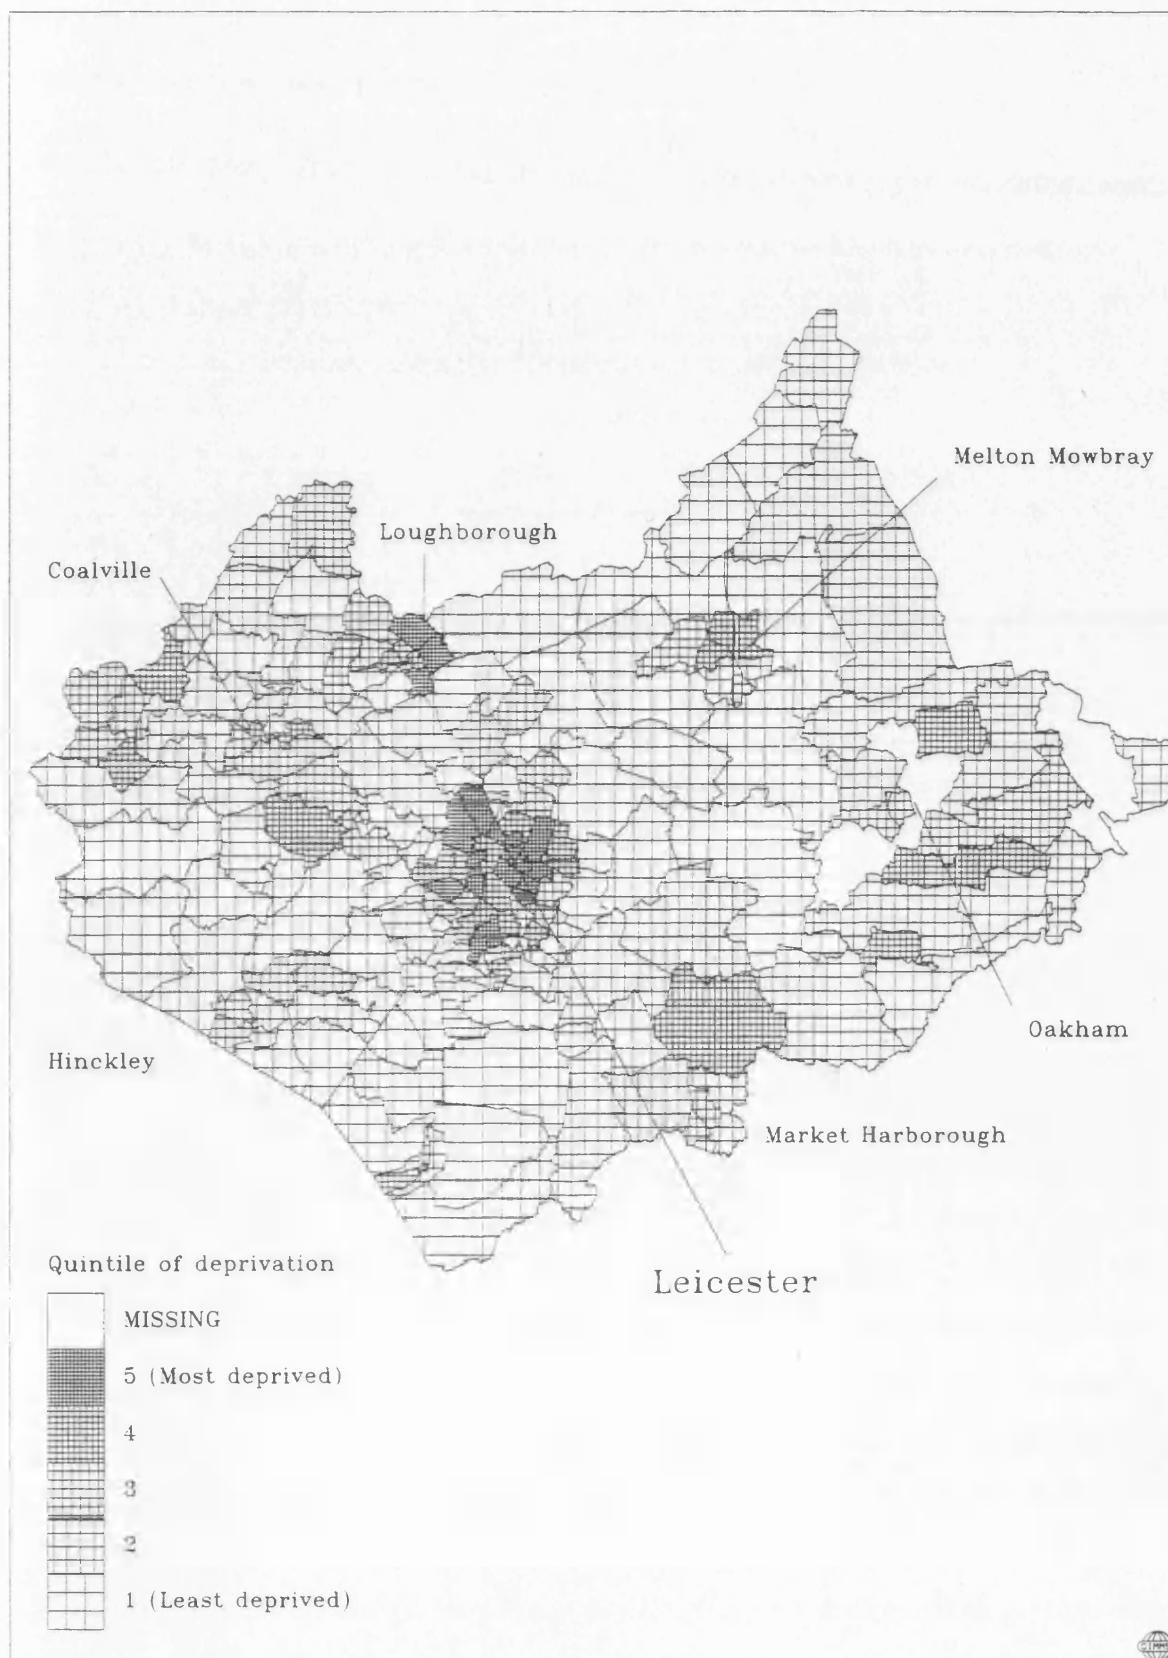 Melton Mowbray
Loughborough
Coalville
Oakham
Hinckley
Market Harborough
Leicester
Quintile of deprivation
MISSING
5 (Most deprived)
4
3
2
1 (Least deprived)
GIMMS